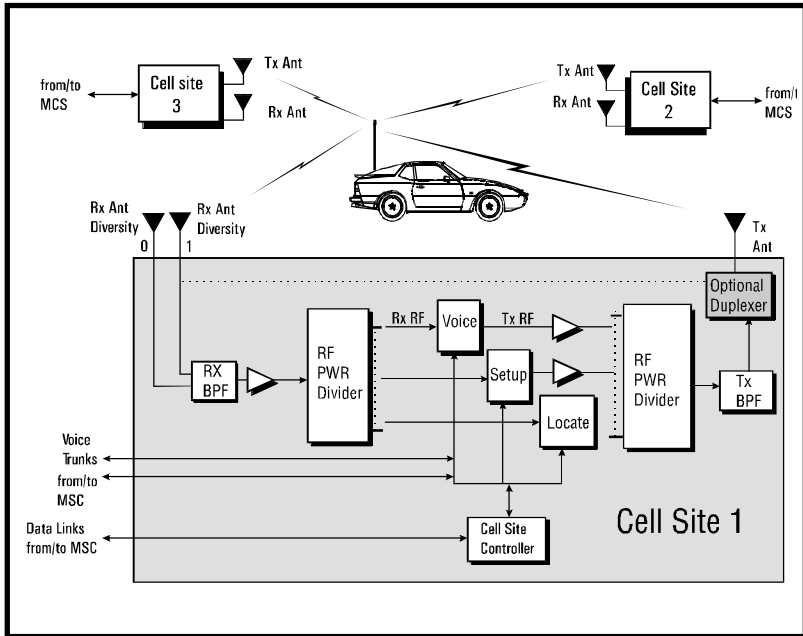 Tx Ant
Rx Ant
Cell site
3
from/to
MCS
Tx Ant
Rx Ant
Cell Site
2
from/t
MCS
Rx Ant
Diversity
0
Rx Ant
Diversity
1
Tx
Ant
Optional
Duplexer
Rx RF
Voice
Tx RF
RF
PWR
Divider
RX
BPF
Setup
RF
PWR
Divider
Tx
BPF
Locate
Voice
Trunks
from/to
MSC
Data Links
from/to MSC
Cell Site
Controller
Cell Site 1